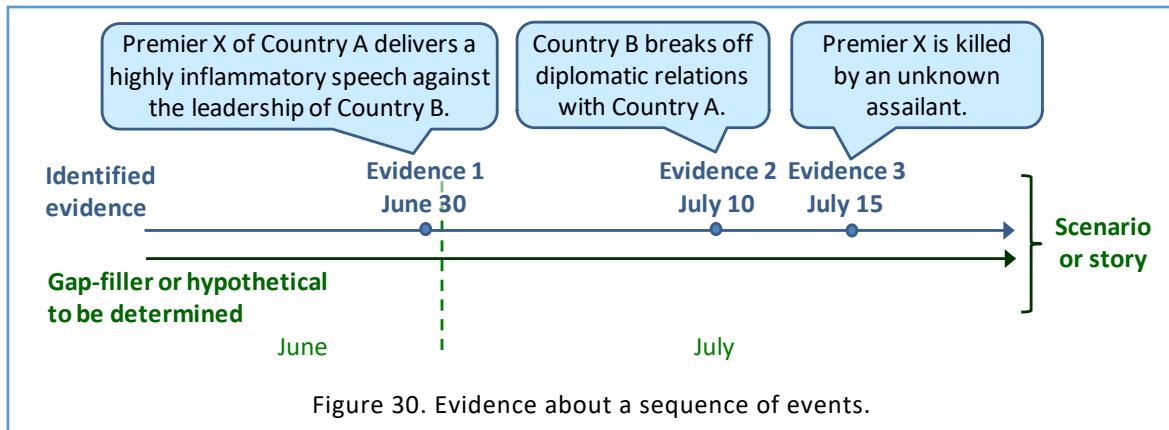 Premier X of Country A delivers a
highly inflammatory speech against
the leadership of Country B.
Country B breaks off
diplomatic relations
with Country A.
Premier X is killed
by an unknown
assailant.
Identified
evidence
Evidence 1
June 30
Evidence 2
July 10
Evidence 3
July 15
Scenario
or story
Gap-filler or hypothetical
to be determined
June
July
Figure 30. Evidence about a sequence of events.